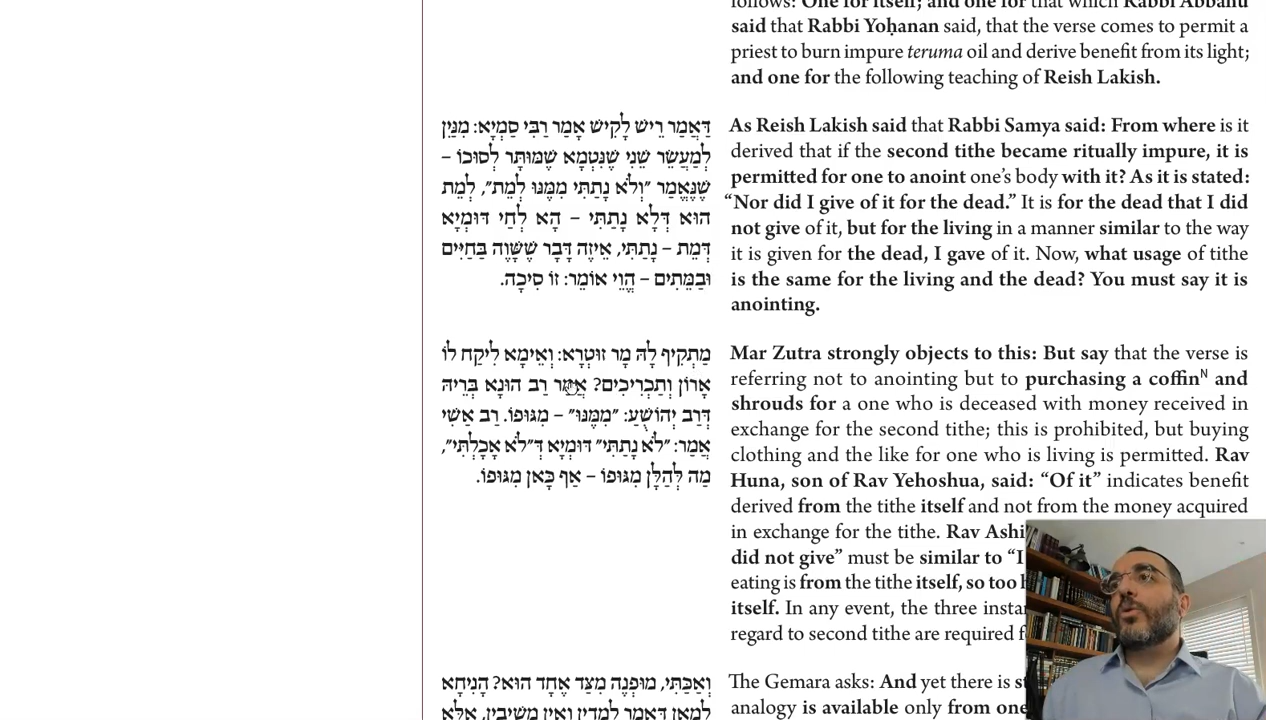 follows: One for itself; and one for that which Rabbi Abbahu
said that Rabbi Yoḥanan said, that the verse comes to permit a
priest to burn impure teruma oil and derive benefit from its light;
and one for the following teaching of Reish Lakish.
דַּאֲמַר רֵישׁ לָקִישׁ אָמַר רַבִּי סַמְיָא: מִנַּיִן
לְמַעֲשֵׂר שֵׁנִי שֶׁנִּטְמָא שֶׁמּוּתָּר לְסוּכוֹ –
שֶׁנֶּאֱמַר ״וְלֹא נָתַתִּי מִמֶּנּוּ לְמֵת״, לְמֵת
הוּא דְּלָא נָתַתִּי – הָא לְחַי דּוּמְיָא
דְּמֵת – נָתַתִּי, אֵיזֶה דָּבָר שֶׁשָּׁוֶה בַּחַיִּים
וּבַמֵּתִים – הֱוֵי אוֹמֵר: זוֹ סִיכָה.
As Reish Lakish said that Rabbi Samya said: From where is it
derived that if the second tithe became ritually impure, it is
permitted for one to anoint one’s body with it? As it is stated:
“Nor did I give of it for the dead.” It is for the dead that I did
not give of it, but for the living in a manner similar to the way
it is given for the dead, I gave of it. Now, what usage of tithe
is the same for the living and the dead? You must say it is
anointing.
מַתְקִיף לַהּ מָר זוּטְרָא: וְאֵימָא לִיקַּח לוֹ
אָרוֹן וְתַכְרִיכִים? אֲמַר רַב הוּנָא בְּרֵיהּ
דְּרַב יְהוֹשֻׁעַ: ״מִמֶּנּוּ״ – מִגּוּפוֹ. רַב אַשִׁי
אֲמַר: ״לֹא נָתַתִּי״ דּוּמְיָא דְּ״לֹא אָכַלְתִּי״,
מַה לְּהַלָּן מִגּוּפוֹ – אַף כָּאן מִגּוּפוֹ.
Mar Zutra strongly objects to this: But say that the verse is
referring not to anointing but to purchasing a coffinᴺ and
shrouds for a one who is deceased with money received in
exchange for the second tithe; this is prohibited, but buying
clothing and the like for one who is living is permitted. Rav
Huna, son of Rav Yehoshua, said: “Of it” indicates benefit
derived from the tithe itself and not from the money acquired
in exchange for the tithe. Rav Ashi
did not give” must be similar to “I
eating is from the tithe itself, so too
itself. In any event, the three
regard to second tithe are required
וְאַכַּתִּי, מוּפְנֶה מִצַּד אֶחָד הוּא? הָנִיחָא
לְמַאן דַּאֲמַר לְמֵדִין וְאֵין מְשִׁיבִין, אֶלָּא
The Gemara asks: And yet there is
analogy is available only from one